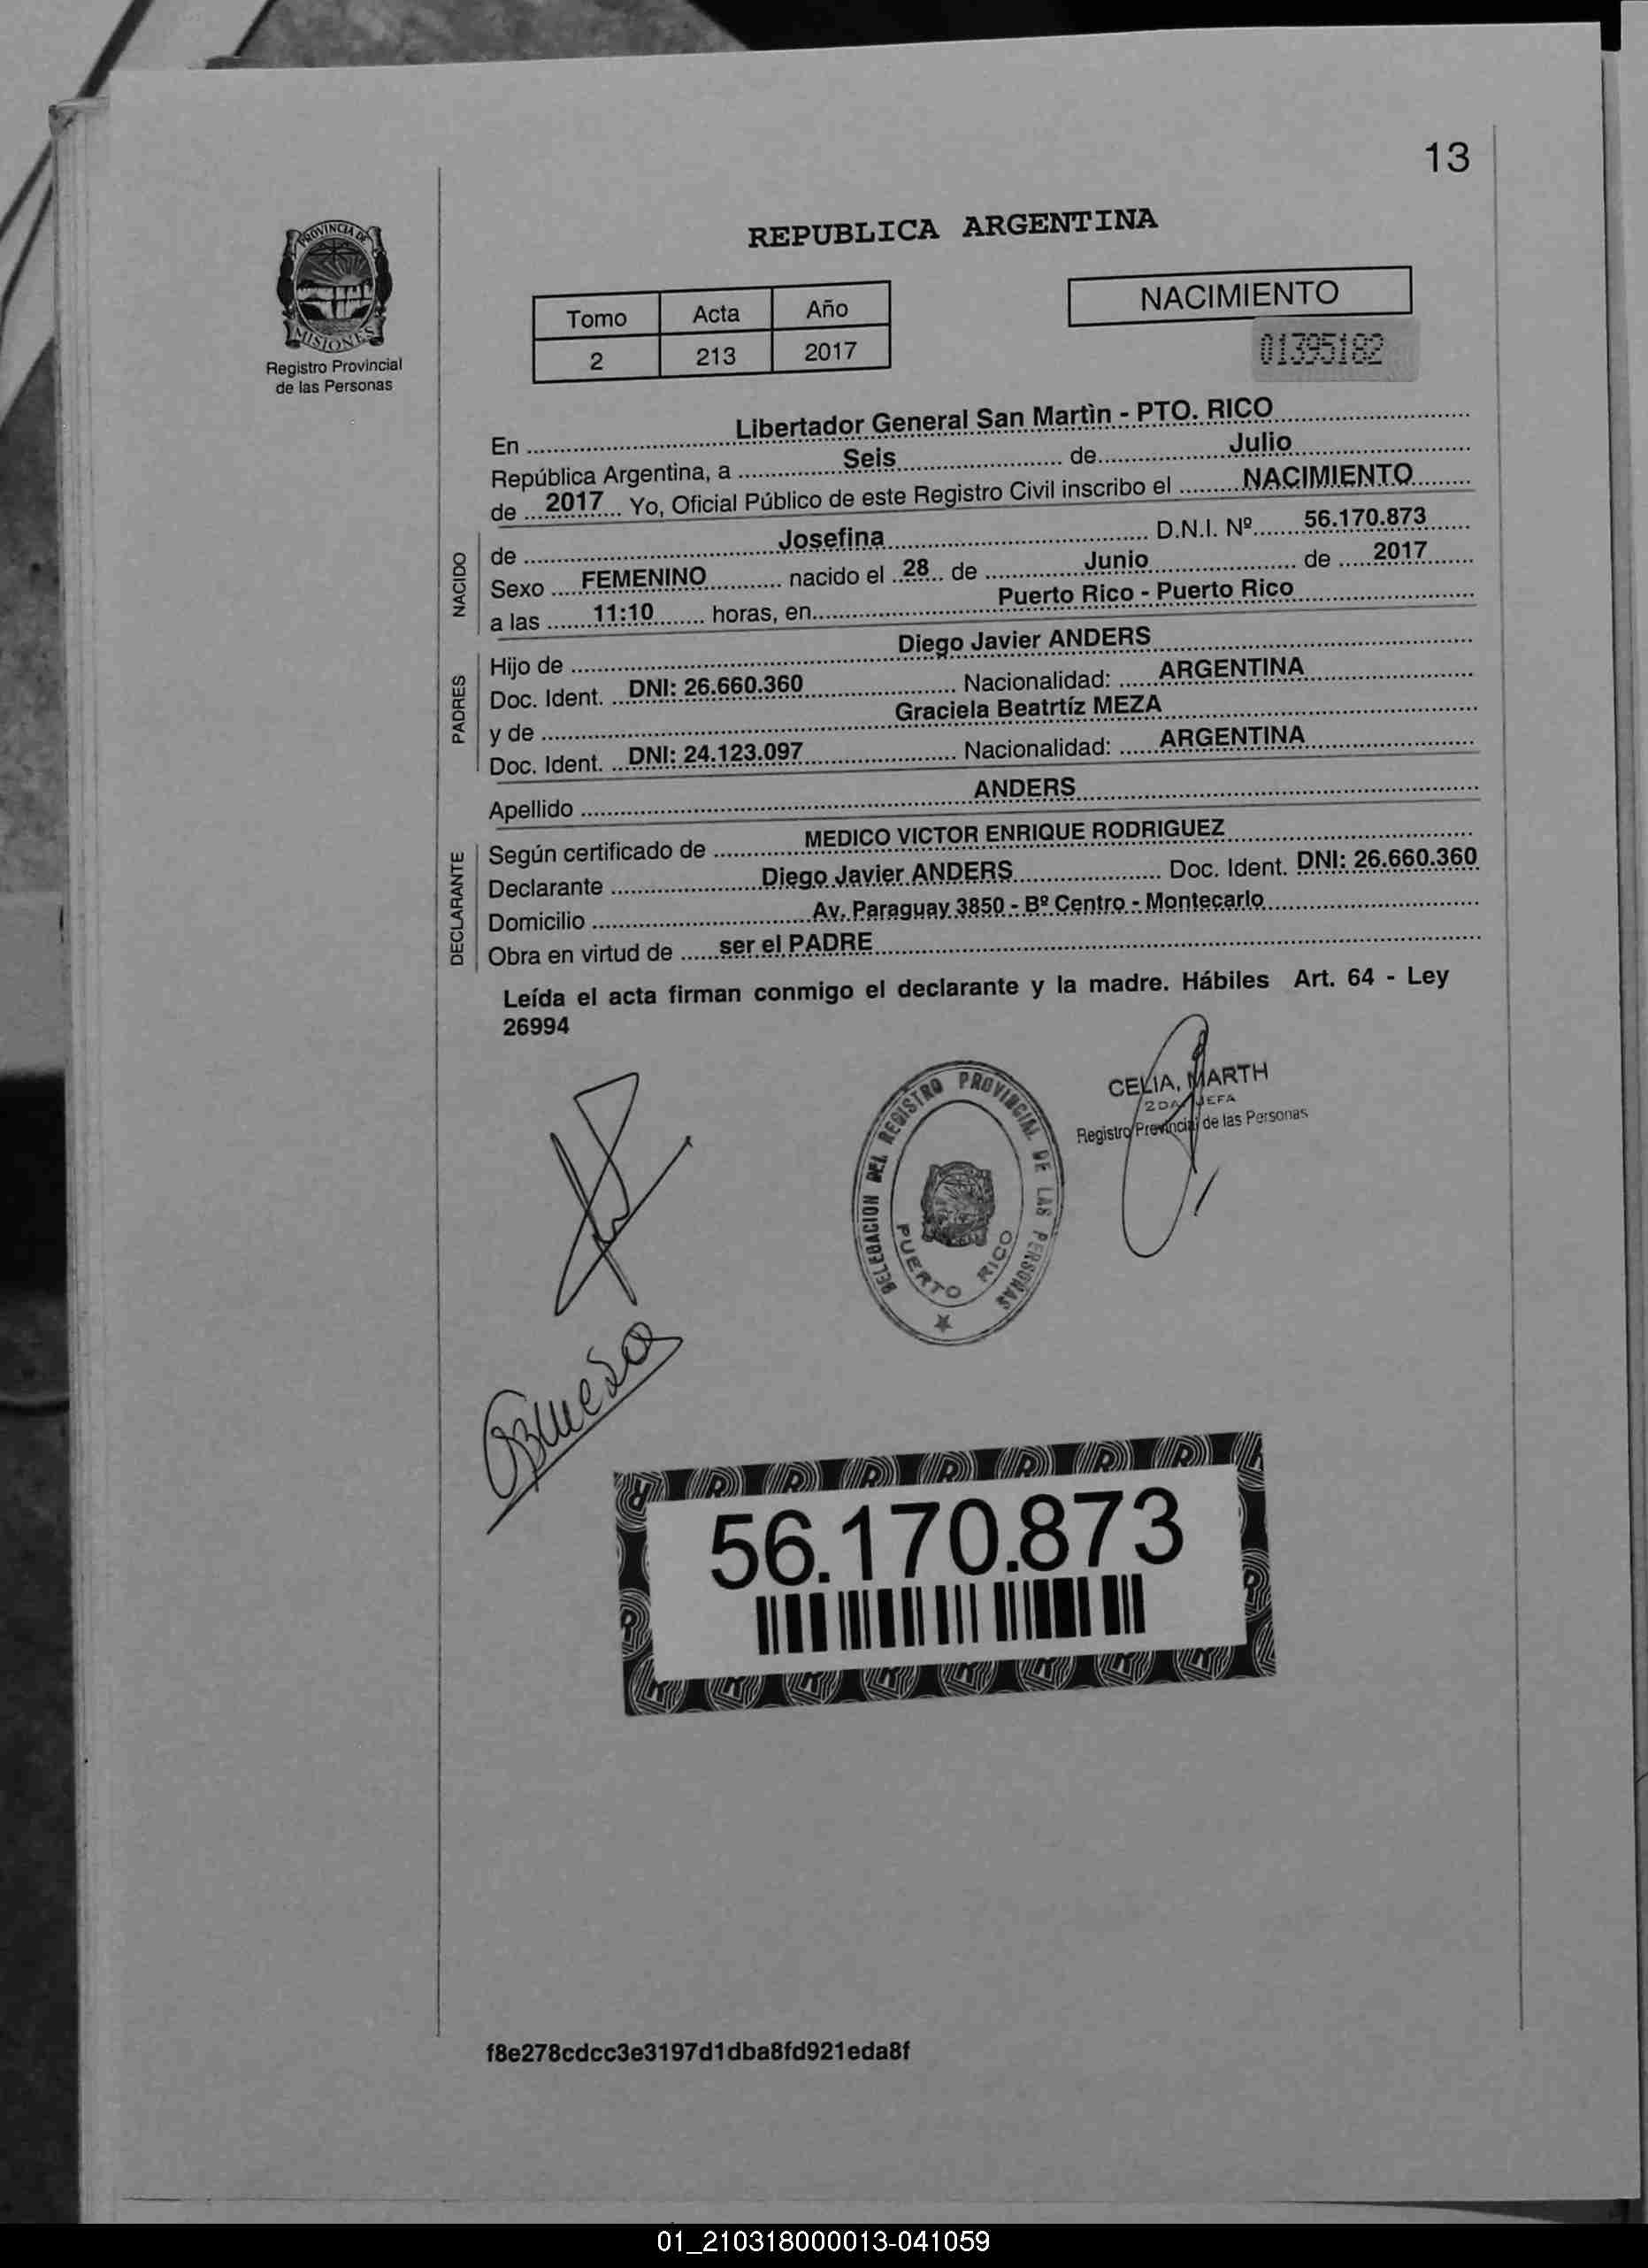 13
PROVINCIA DE
MISIONES
Registro Provincial
de las Personas
REPUBLICA ARGENTINA
Tomo Acta Año
2 213 2017
NACIMIENTO
01395182
En Libertador General San Martìn - PTO. RICO
República Argentina, a Seis de Julio
de 2017 Yo, Oficial Público de este Registro Civil inscribo el NACIMIENTO
NACIDO
de Josefina D.N.I. Nº 56.170.873
Sexo FEMENINO nacido el 28 de Junio de 2017
a las 11:10 horas, en Puerto Rico - Puerto Rico
PADRES
Hijo de Diego Javier ANDERS
Doc. Ident. DNI: 26.660.360 Nacionalidad: ARGENTINA
y de Graciela Beatrtíz MEZA
Doc. Ident. DNI: 24.123.097 Nacionalidad: ARGENTINA
Apellido ANDERS
DECLARANTE
Según certificado de MEDICO VICTOR ENRIQUE RODRIGUEZ
Declarante Diego Javier ANDERS Doc. Ident. DNI: 26.660.360
Domicilio Av. Paraguay 3850 - Bº Centro - Montecarlo
Obra en virtud de ser el PADRE
Leída el acta firman conmigo el declarante y la madre. Hábiles Art. 64 - Ley
26994
DELEGACION DEL REGISTRO PROVINCIAL DE LAS PERSONAS
PUERTO RICO
CELIA, MARTH
2DA JEFA
Registro Provincial de las Personas
56.170.873
f8e278cdcc3e3197d1dba8fd921eda8f
01_210318000013-041059